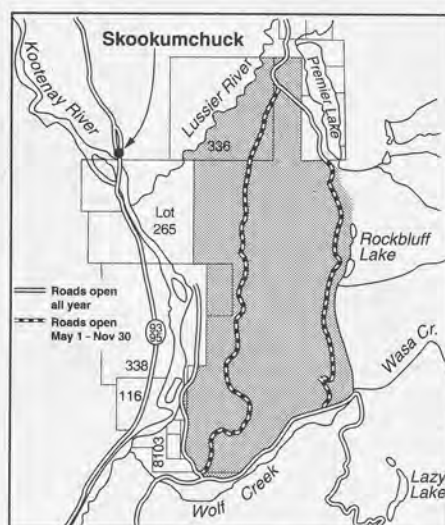 Skookumchuck
Kootenay River
Lussier River
Premier Lake
336
Lot
265
Rockbluff
Lake
Roads open
all year
Roads open
May 1 - Nov 30
93
95
338
116
8103
Wasa Cr.
Wolf Creek
Lazy
Lake